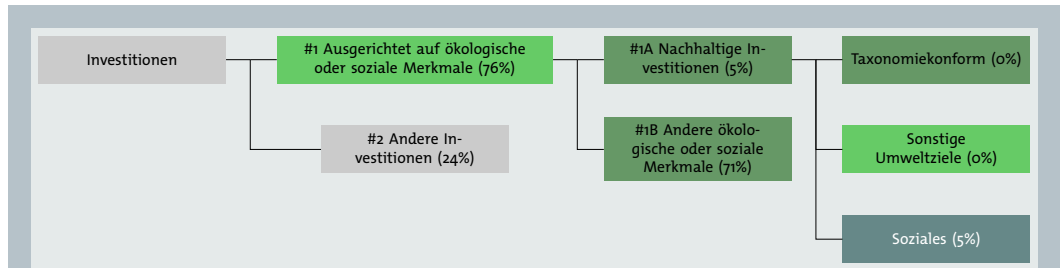 Investitionen
#1 Ausgerichtet auf ökologische
oder soziale Merkmale (76%)
#1A Nachhaltige In-
vestitionen (5%)
Taxonomiekonform (0%)
#2 Andere In-
vestitionen (24%)
#1B Andere ökolo-
gische oder soziale
Merkmale (71%)
Sonstige
Umweltziele (0%)
Soziales (5%)